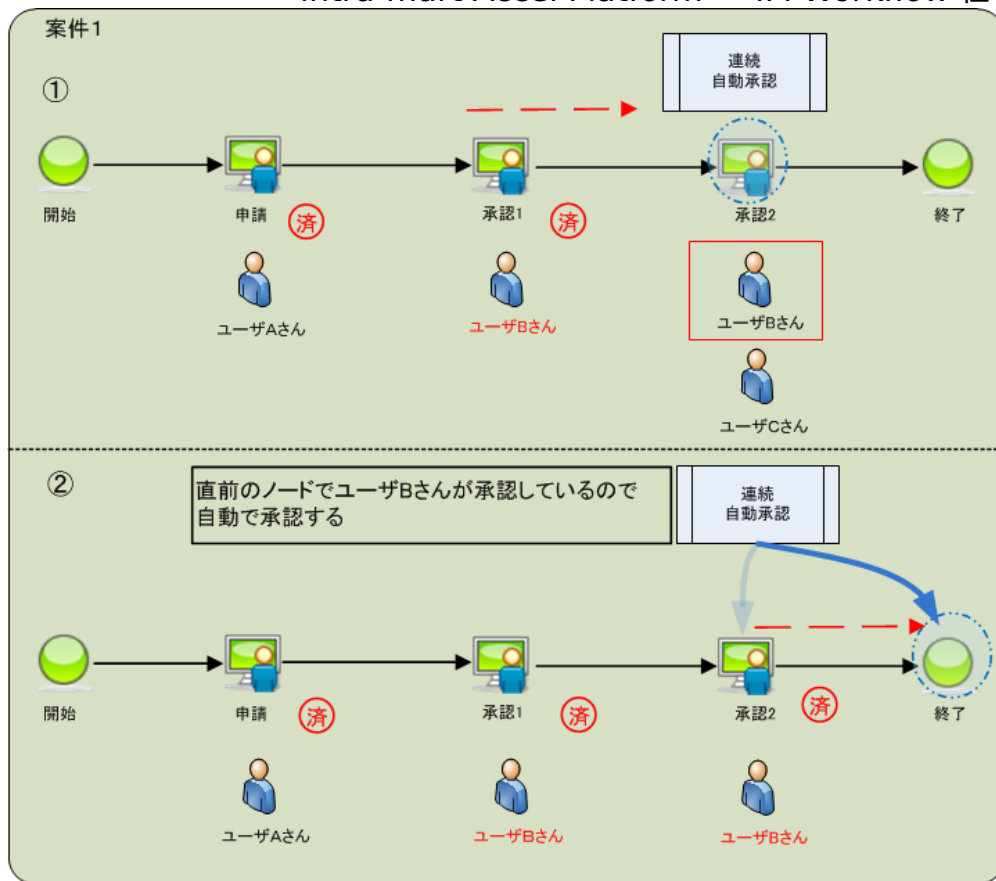 案件1
①
連続
自動承認
開始
申請
済
承認1
済
承認2
終了
ユーザAさん
ユーザBさん
ユーザBさん
ユーザCさん
②
直前のノードでユーザBさんが承認しているので
自動で承認する
連続
自動承認
開始
申請
済
承認1
済
承認2
済
終了
ユーザAさん
ユーザBさん
ユーザBさん